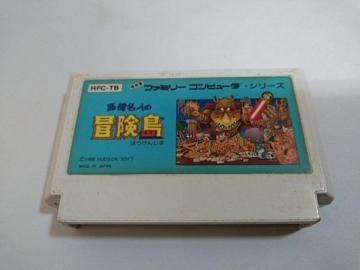 HFC-TB
ファミリー コンピュータ・シリーズ
高橋名人の
冒険島
ぼうけんじま
©1986 HUDSON SOFT
MADE IN JAPAN